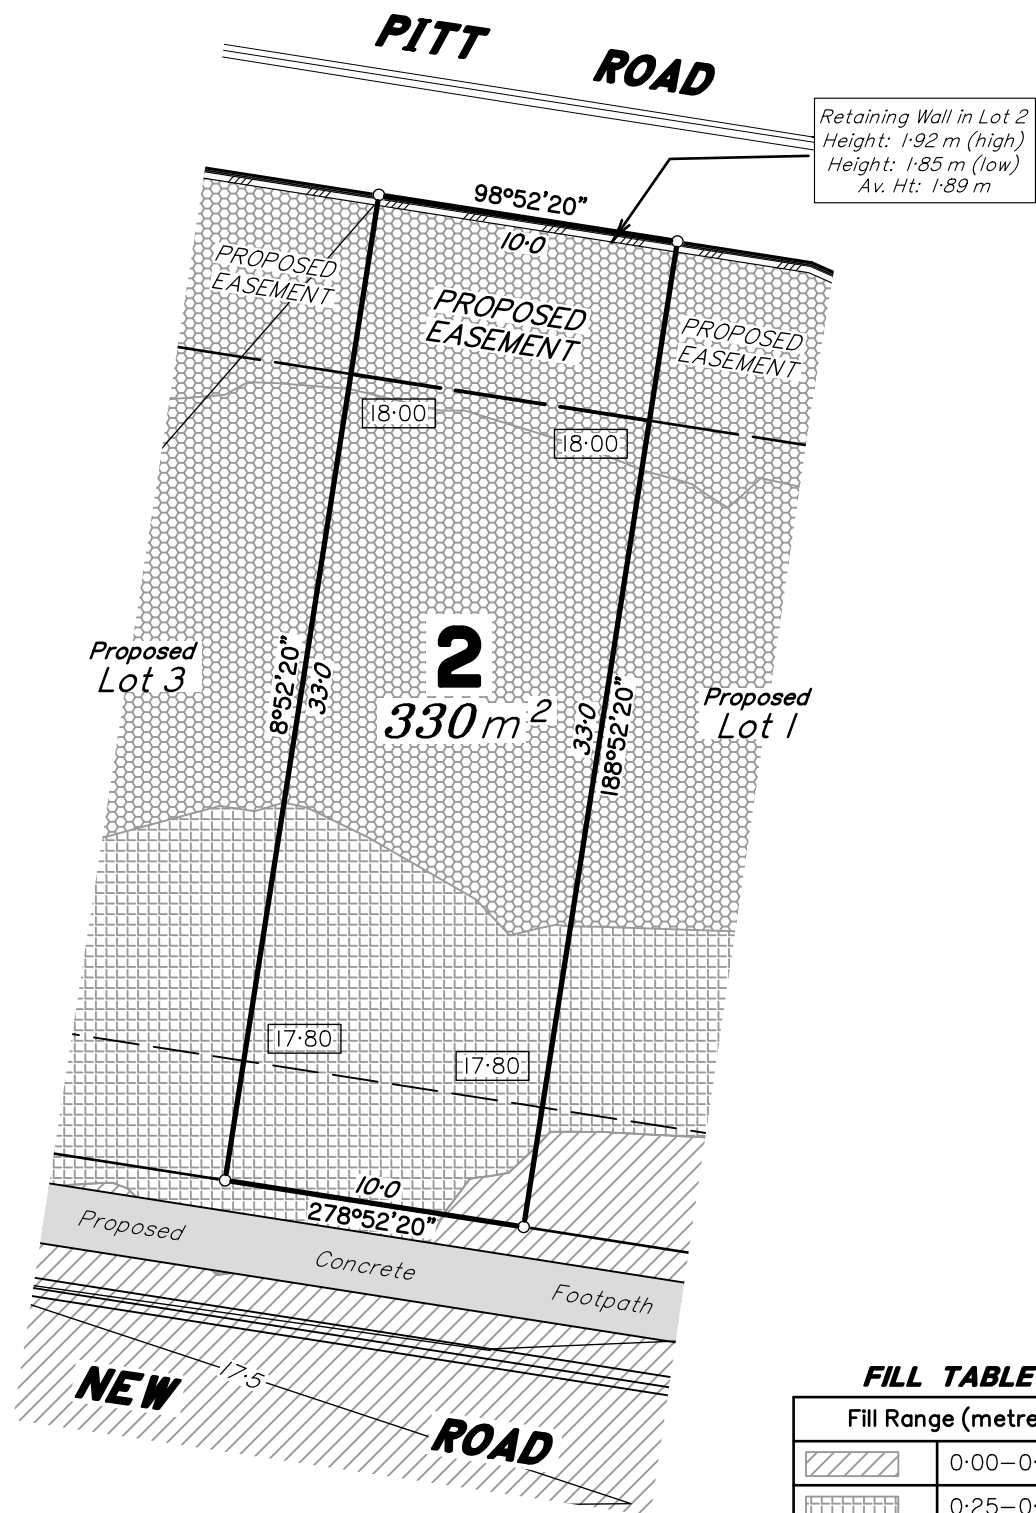 PITT ROAD
Retaining Wall in Lot 2
Height: 1·92 m (high)
Height: 1·85 m (low)
Av. Ht: 1·89 m
98°52'20"
10·0
PROPOSED
EASEMENT
PROPOSED
EASEMENT
PROPOSED
EASEMENT
18·00
18·00
Proposed
Lot 3
8°52'20"
33·0
2
330 m 2
33·0
188°52'20"
Proposed
Lot 1
17·80
17·80
10·0
278°52'20"
Proposed Concrete Footpath
17·5
NEW ROAD
FILL TABLE
Fill Range (metre
0·00–0·
0·25–0·